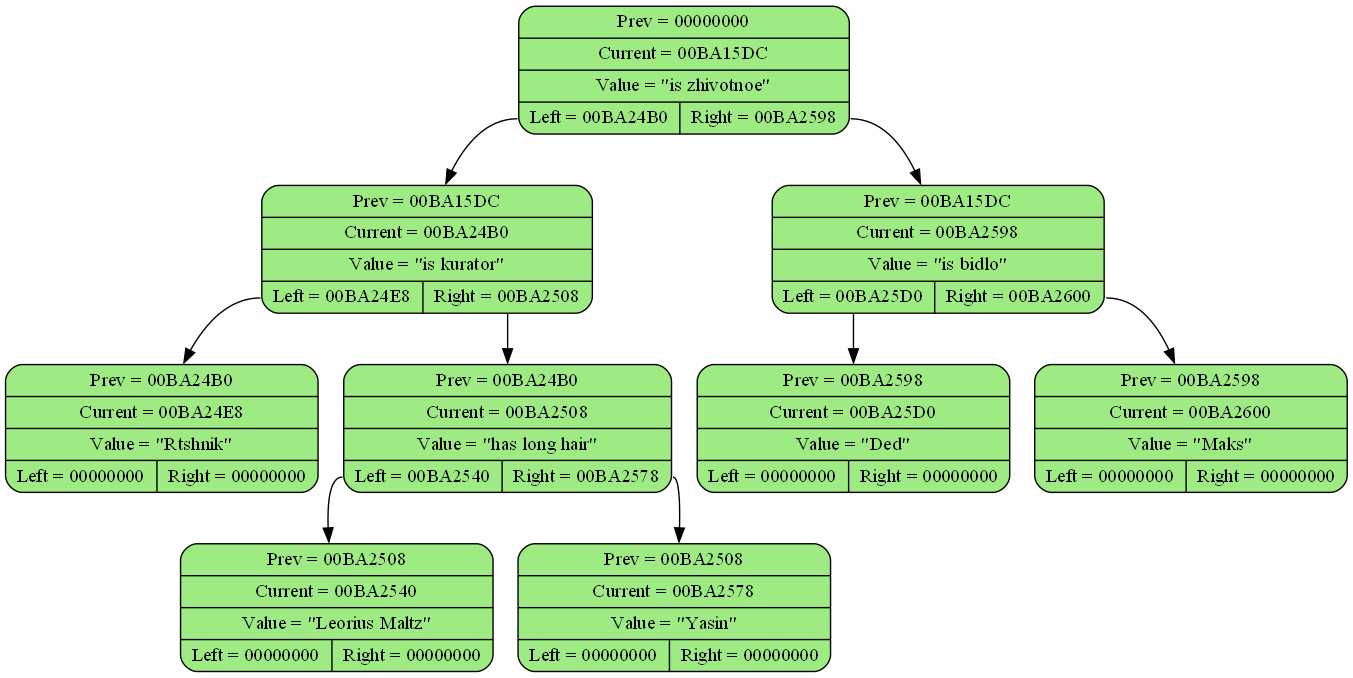 Prev = 00000000
Current = 00BA15DC
Value = "is zhivotnoe"
Left = 00BA24B0
Right = 00BA2598
Prev = 00BA15DC
Current = 00BA24B0
Value = "is kurator"
Left = 00BA24E8
Right = 00BA2508
Prev = 00BA15DC
Current = 00BA2598
Value = "is bidlo"
Left = 00BA25D0
Right = 00BA2600
Prev = 00BA24B0
Current = 00BA24E8
Value = "Rtshnik"
Left = 00000000
Right = 00000000
Prev = 00BA24B0
Current = 00BA2508
Value = "has long hair"
Left = 00BA2540
Right = 00BA2578
Prev = 00BA2598
Current = 00BA25D0
Value = "Ded"
Left = 00000000
Right = 00000000
Prev = 00BA2598
Current = 00BA2600
Value = "Maks"
Left = 00000000
Right = 00000000
Prev = 00BA2508
Current = 00BA2540
Value = "Leorius Maltz"
Left = 00000000
Right = 00000000
Prev = 00BA2508
Current = 00BA2578
Value = "Yasin"
Left = 00000000
Right = 00000000